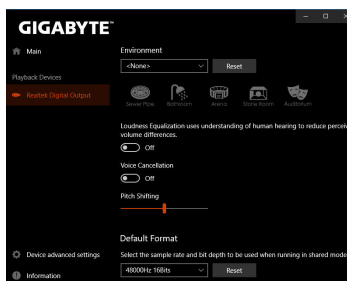 GIGABYTE™
Main
Playback Devices
Realtek Digital Output
Device advanced settings
Information
Environment
<None>
Reset
Sewer Pipe
Bathroom
Arena
Stone Room
Auditorium
Loudness Equalization uses understanding of human hearing to reduce perceiv
volume differences.
Off
Voice Cancellation
Off
Pitch Shifting
Default Format
Select the sample rate and bit depth to be used when running in shared mode
48000Hz 16Bits
Reset